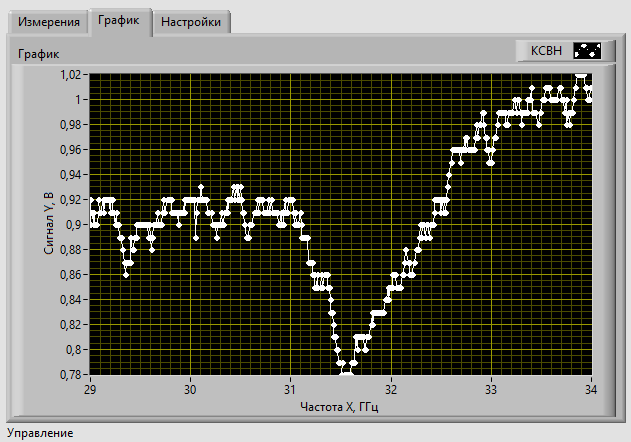 Измерения График Настройки
График КСВН
Сигнал Y, В
1,02
1
0,98
0,96
0,94
0,92
0,9
0,88
0,86
0,84
0,82
0,8
0,78
29 30 31 32 33 34
Частота X, ГГц
Управление